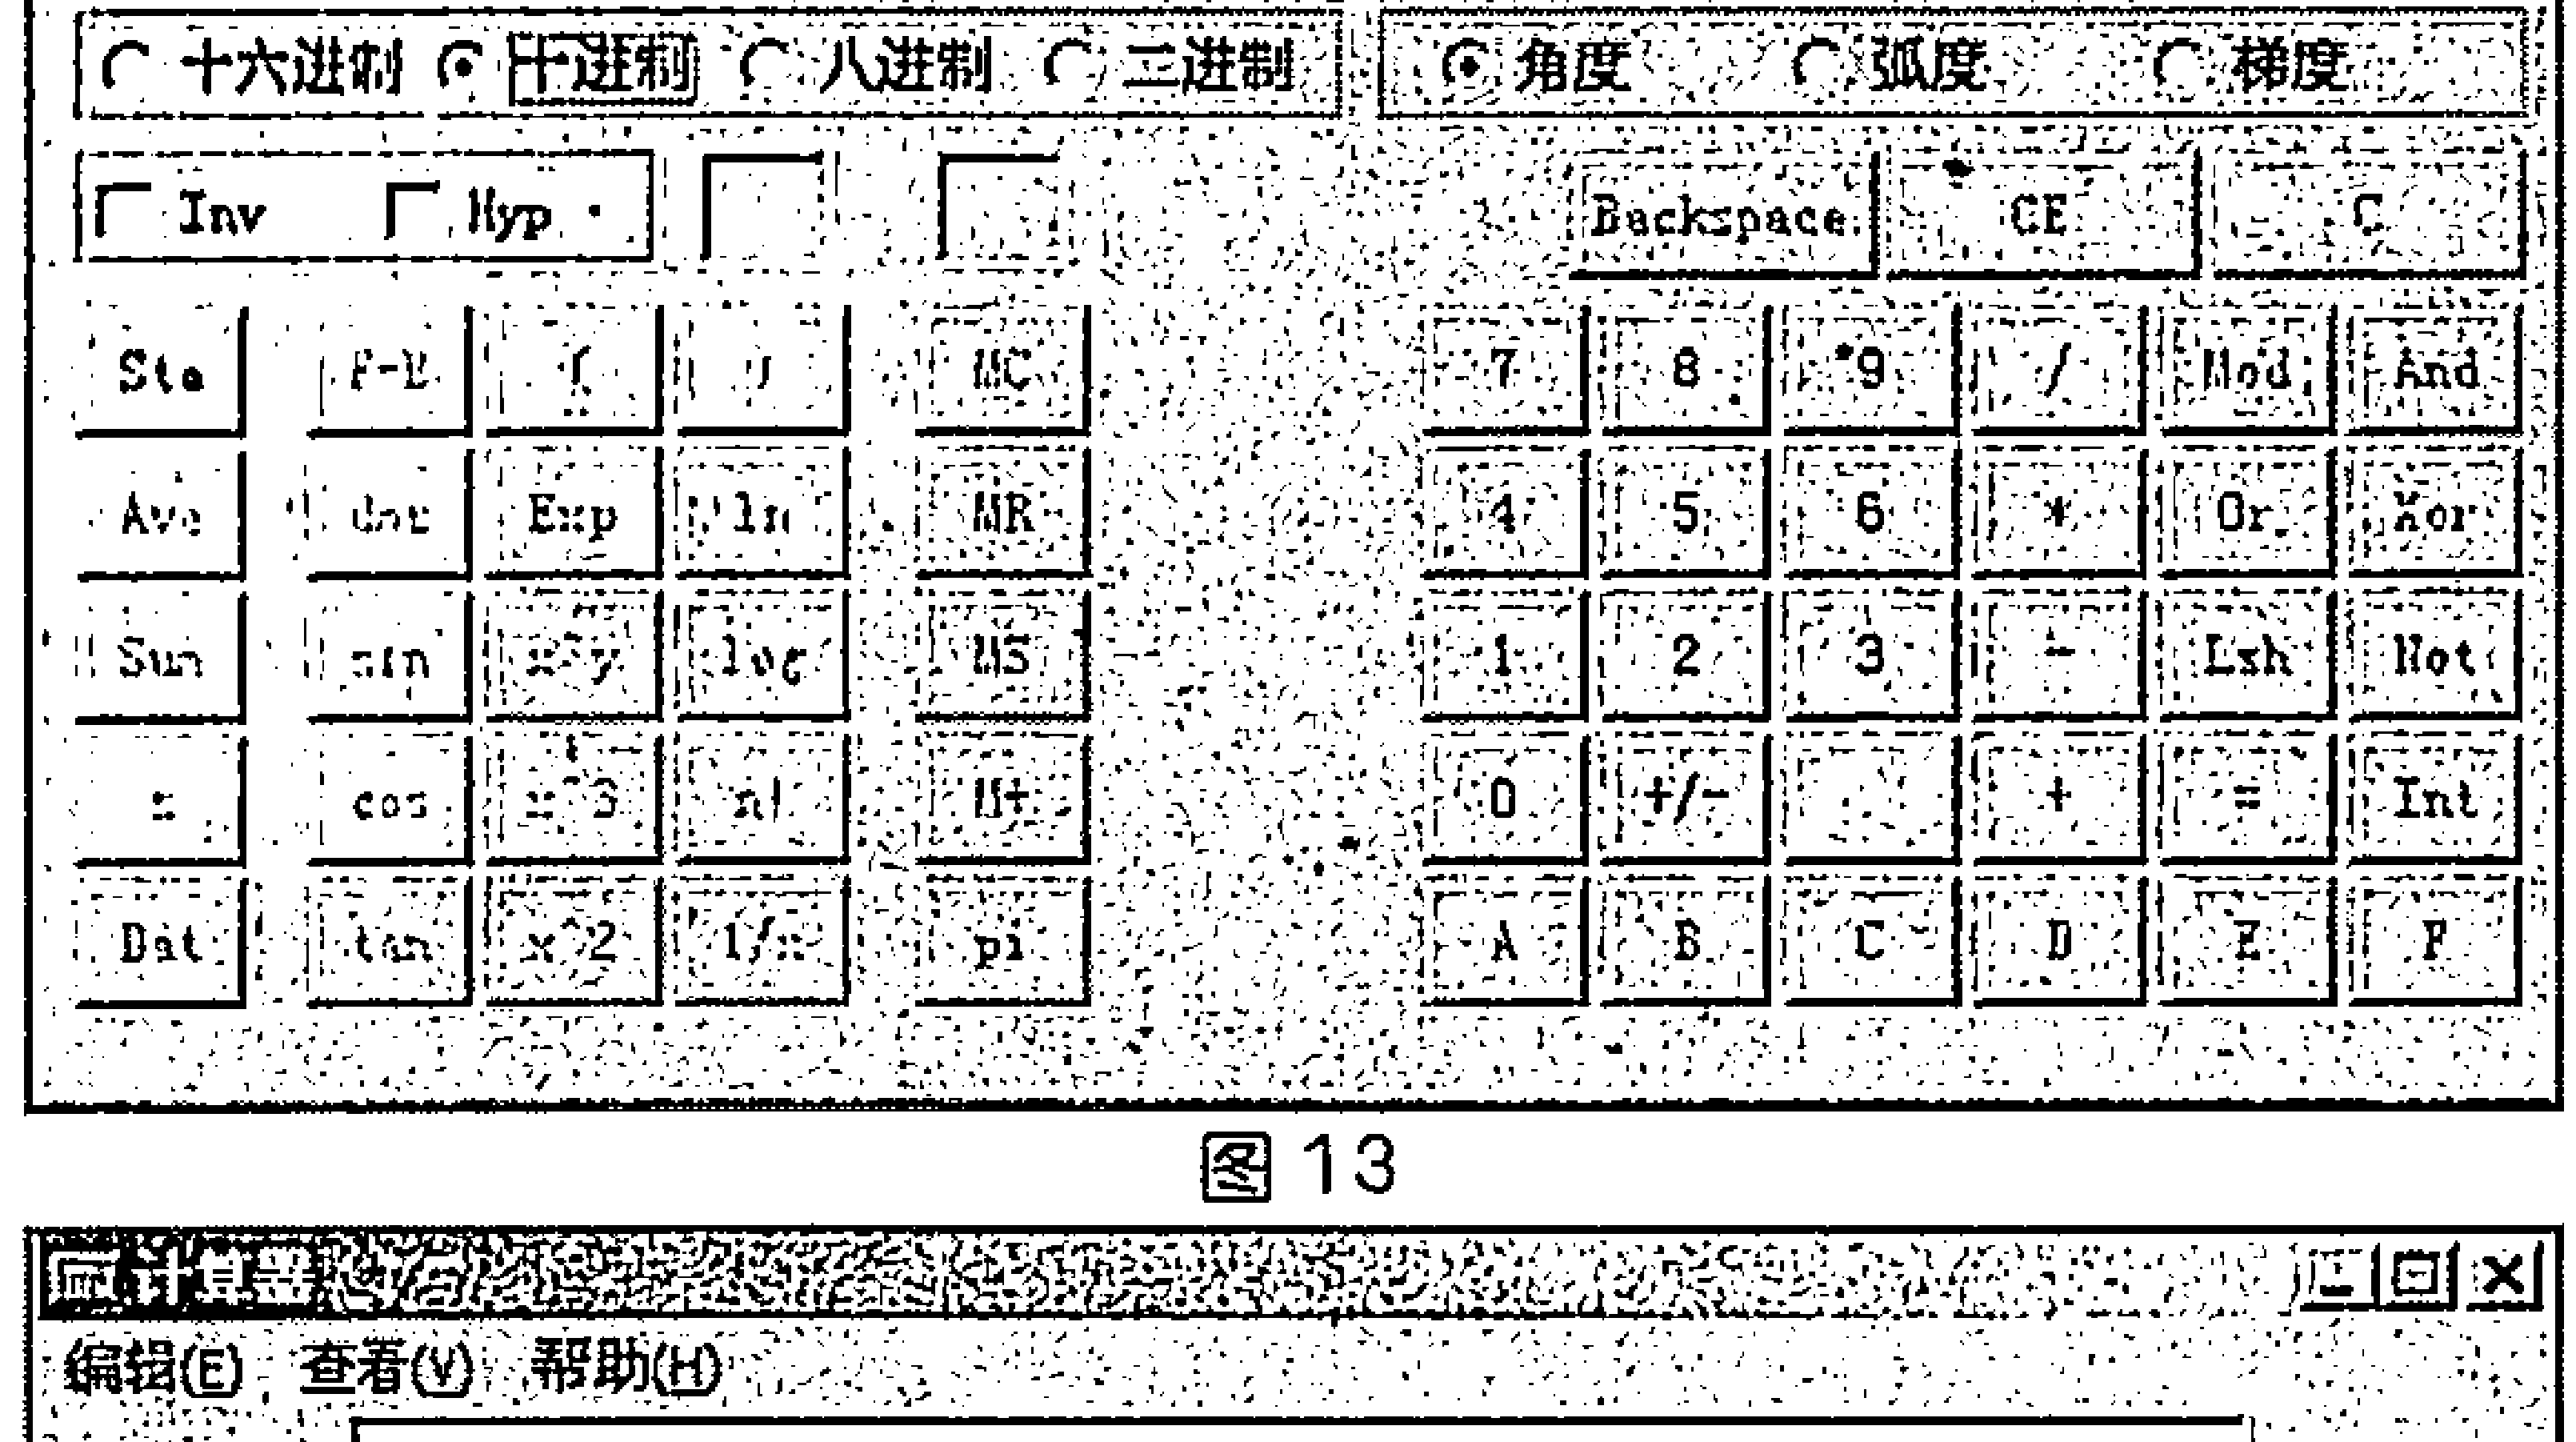 十六进制 十进制 八进制 二进制 角度 弧度 梯度
Inv Hyp Backspace CE C
Sta F-E ( ) MC 7 8 9 / Mod And
Ave dms Exp ln MR 4 5 6 * Or Xor
Sum sin x^y log MS 1 2 3 - Lsh Not
s cos x^3 n! M+ 0 +/- . + = Int
Dat tan x^2 1/x pi A B C D E F
图 13
计算器
编辑(E) 查看(V) 帮助(H)